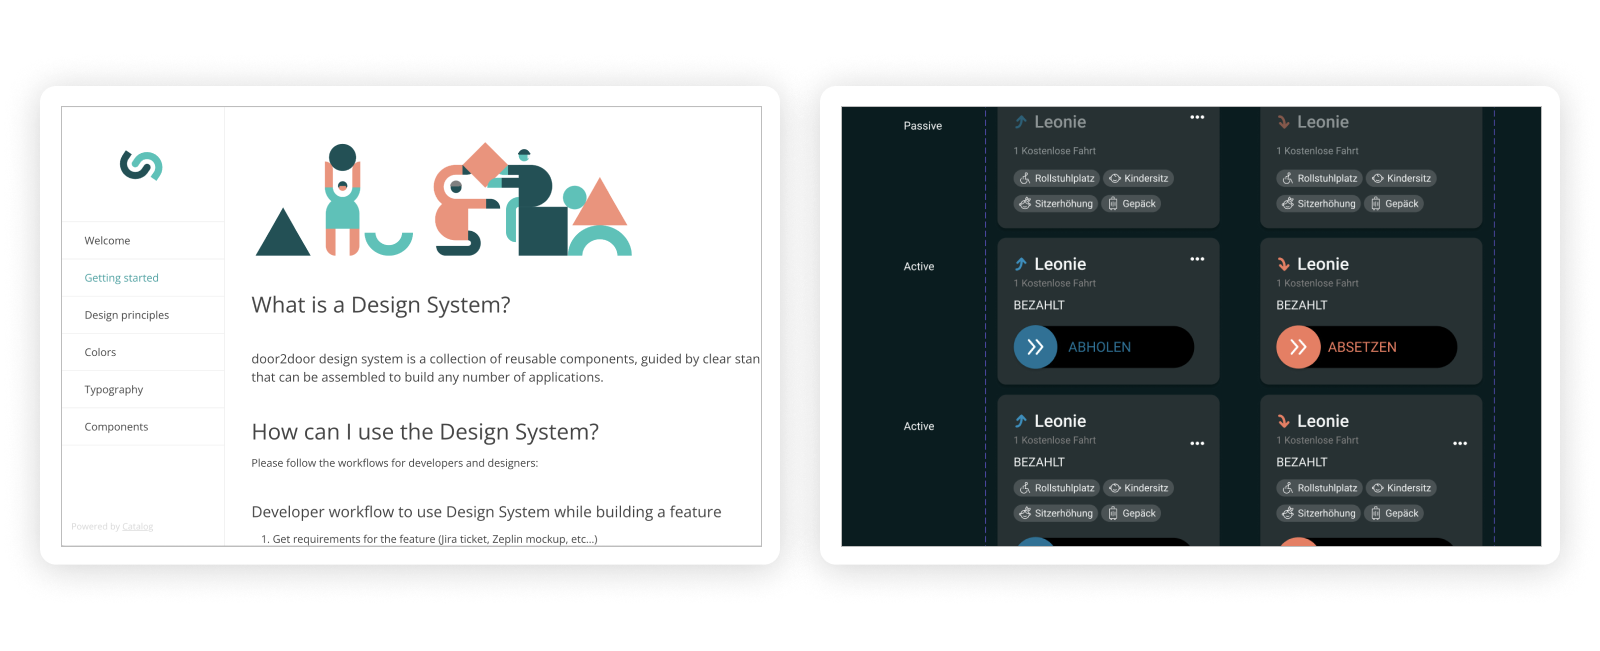 Welcome
Getting started
Design principles
Colors
Typography
Components
Powered by Catalog
What is a Design System?
door2door design system is a collection of reusable components, guided by clear stan
that can be assembled to build any number of applications.
How can I use the Design System?
Please follow the workflows for developers and designers:
Developer workflow to use Design System while building a feature
1. Get requirements for the feature (Jira ticket, Zeplin mockup, etc...)
Passive
Leonie
1 Kostenlose Fahrt
Rollstuhlplatz Kindersitz
Sitzerhöhung Gepäck
Leonie
1 Kostenlose Fahrt
Rollstuhlplatz Kindersitz
Sitzerhöhung Gepäck
Active
Leonie
1 Kostenlose Fahrt
BEZAHLT
ABHOLEN
Leonie
1 Kostenlose Fahrt
BEZAHLT
ABSETZEN
Active
Leonie
1 Kostenlose Fahrt
BEZAHLT
Rollstuhlplatz Kindersitz
Sitzerhöhung Gepäck
Leonie
1 Kostenlose Fahrt
BEZAHLT
Rollstuhlplatz Kindersitz
Sitzerhöhung Gepäck